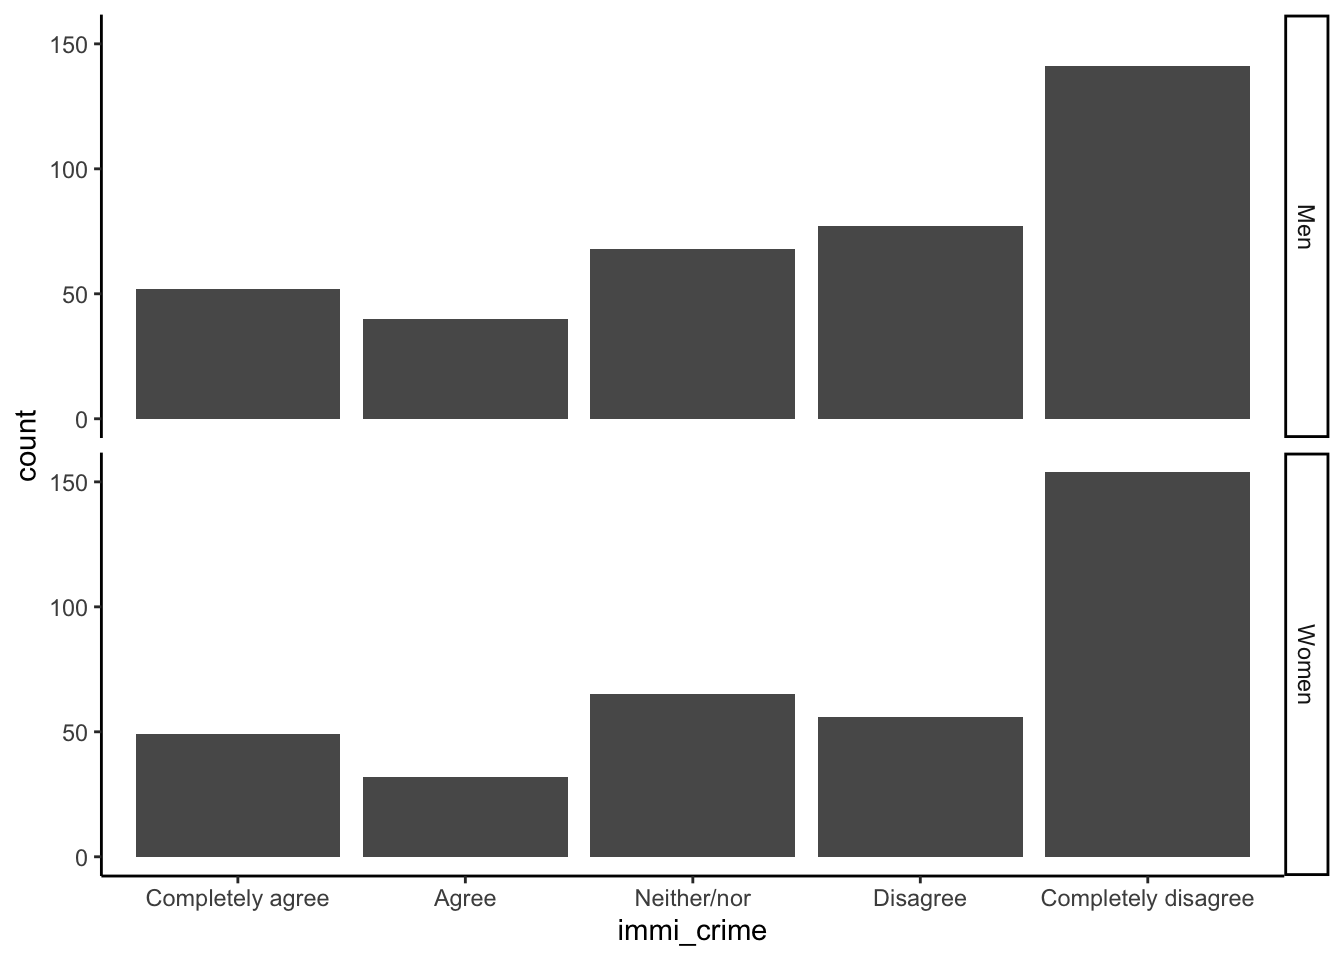 count
150
100
50
0
Men
150
100
50
0
Women
Completely agree
Agree
Neither/nor
Disagree
Completely disagree
immi_crime